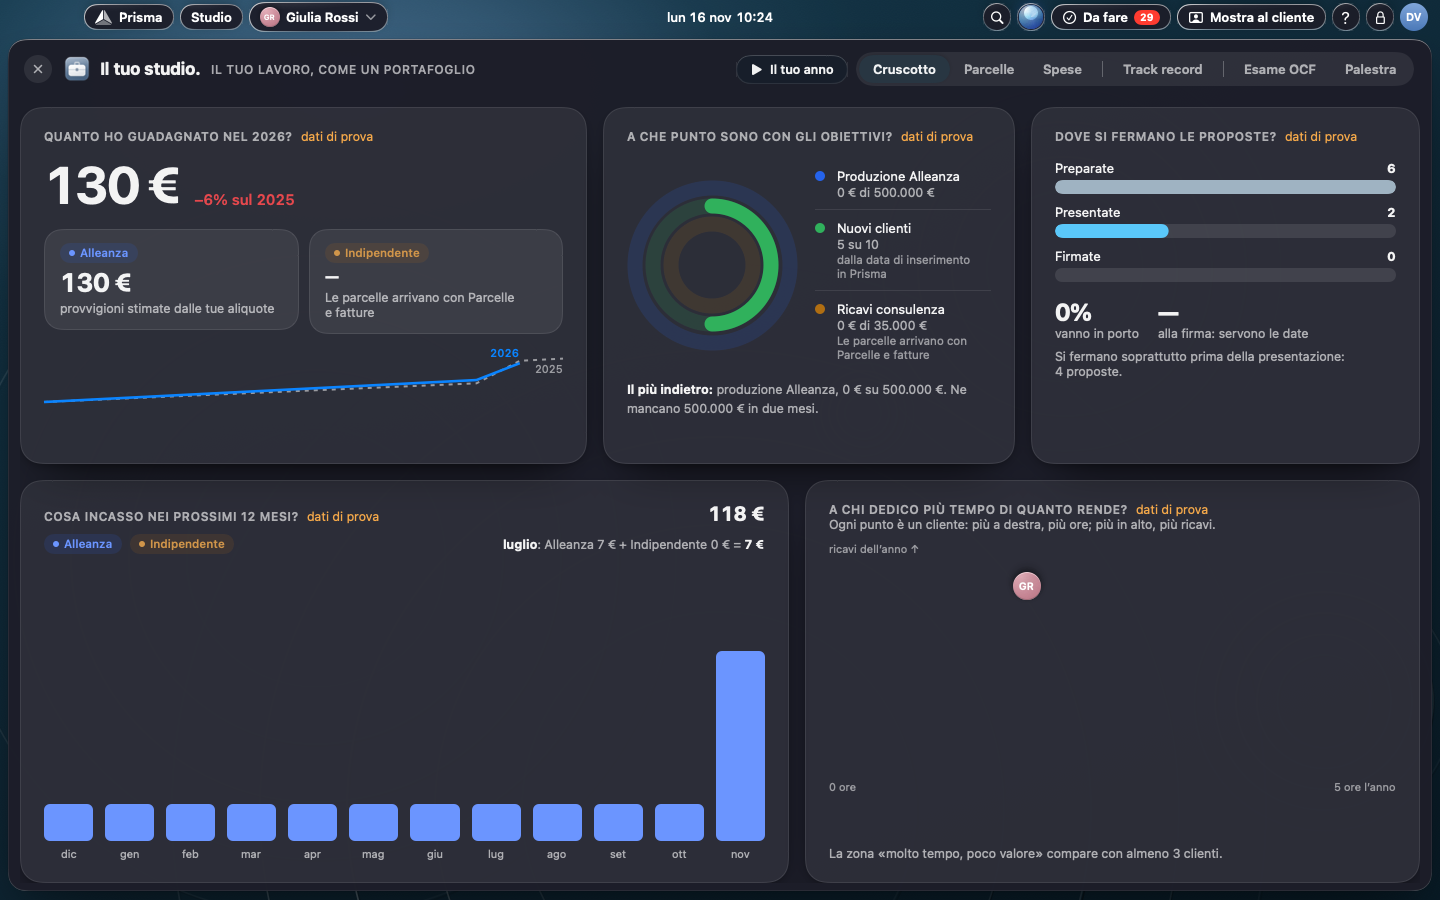 Prisma
Studio
GR Giulia Rossi
lun 16 nov 10:24
Da fare 29
Mostra al cliente
?
DV
Il tuo studio. IL TUO LAVORO, COME UN PORTAFOGLIO
Il tuo anno
Cruscotto
Parcelle
Spese
Track record
Esame OCF
Palestra
QUANTO HO GUADAGNATO NEL 2026? dati di prova
130 € –6% sul 2025
Alleanza
130 €
provvigioni stimate dalle tue aliquote
Indipendente
–
Le parcelle arrivano con Parcelle
e fatture
2026
2025
A CHE PUNTO SONO CON GLI OBIETTIVI? dati di prova
Produzione Alleanza
0 € di 500.000 €
Nuovi clienti
5 su 10
dalla data di inserimento
in Prisma
Ricavi consulenza
0 € di 35.000 €
Le parcelle arrivano con
Parcelle e fatture
Il più indietro: produzione Alleanza, 0 € su 500.000 €. Ne
mancano 500.000 € in due mesi.
DOVE SI FERMANO LE PROPOSTE? dati di prova
Preparate 6
Presentate 2
Firmate 0
0%
vanno in porto
—
alla firma: servono le date
Si fermano soprattutto prima della presentazione:
4 proposte.
COSA INCASSO NEI PROSSIMI 12 MESI? dati di prova
118 €
Alleanza
Indipendente
luglio: Alleanza 7 € + Indipendente 0 € = 7 €
dic gen feb mar apr mag giu lug ago set ott nov
A CHI DEDICO PIÙ TEMPO DI QUANTO RENDE? dati di prova
Ogni punto è un cliente: più a destra, più ore; più in alto, più ricavi.
ricavi dell'anno ↑
GR
0 ore
5 ore l'anno
La zona «molto tempo, poco valore» compare con almeno 3 clienti.